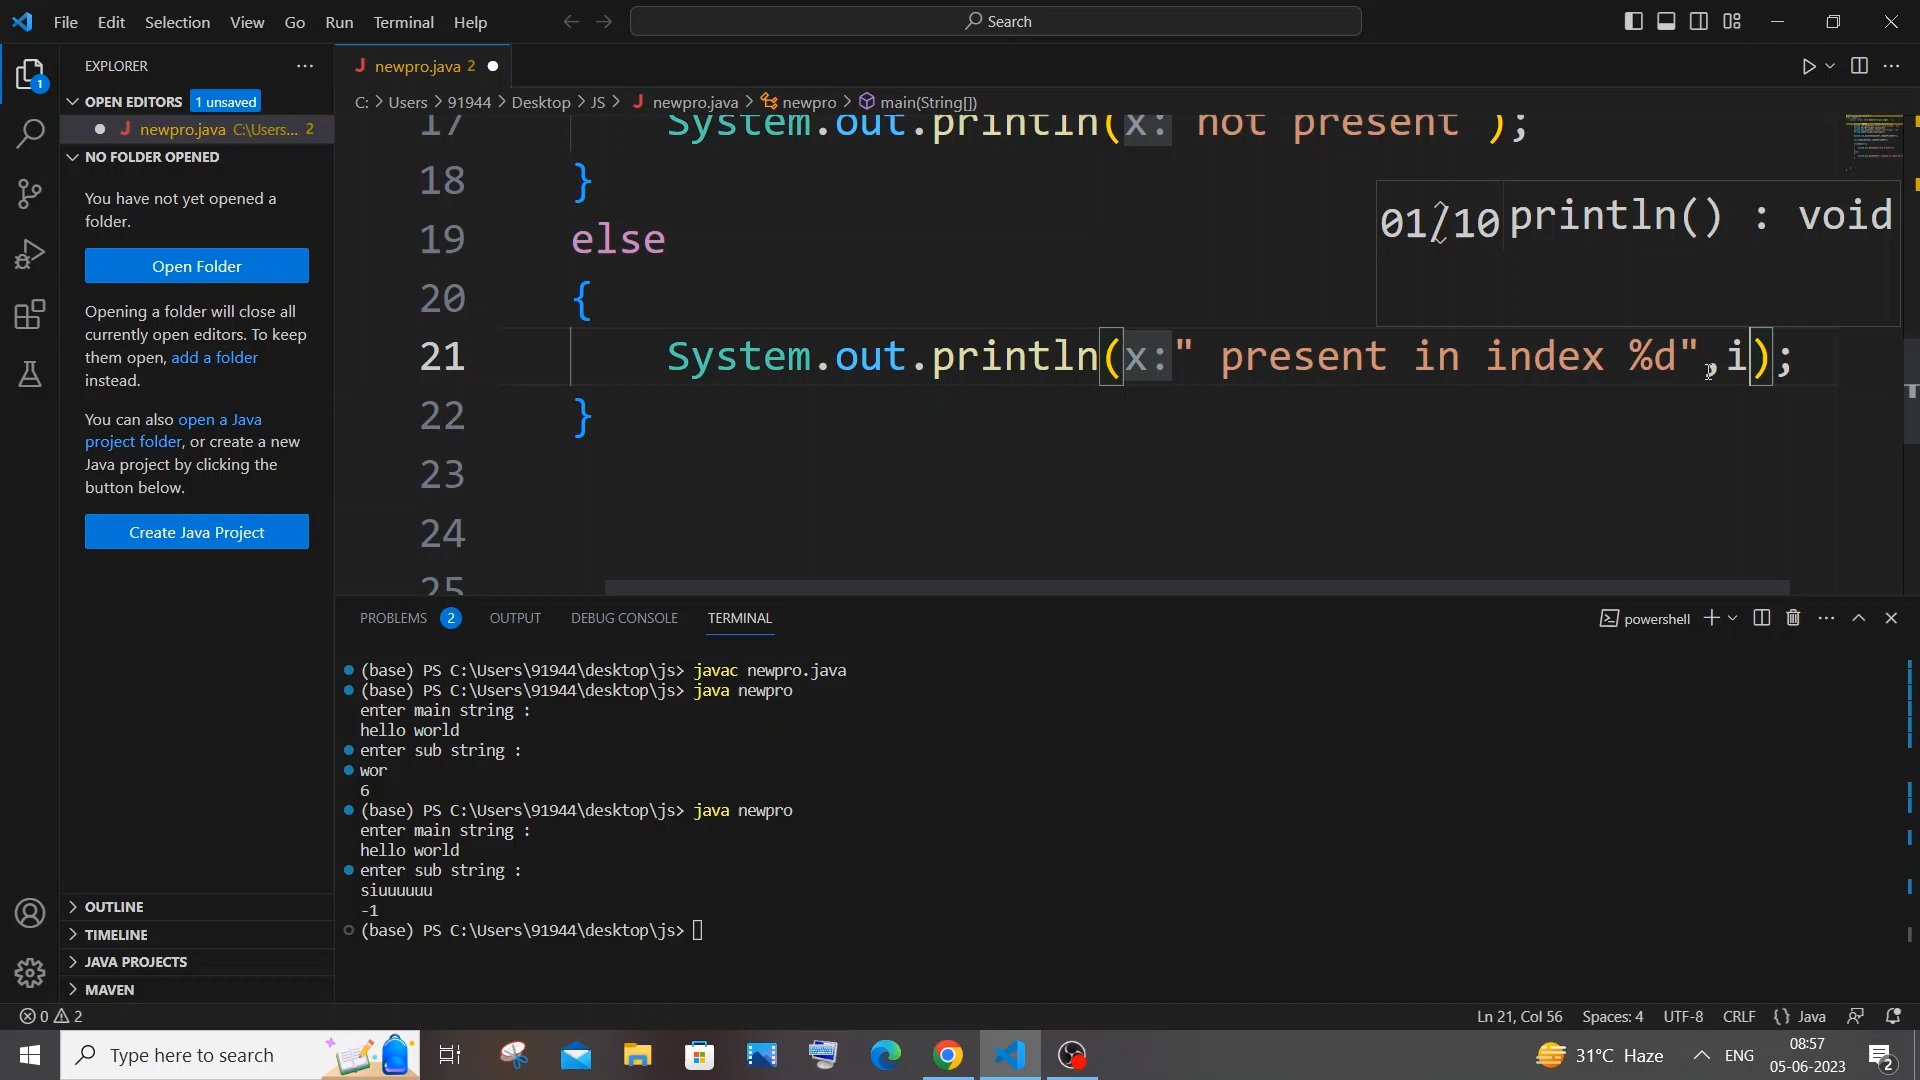 File Edit Selection View Go Run Terminal Help
Search
EXPLORER
OPEN EDITORS 1 unsaved
newpro.java C:\Users... 2
NO FOLDER OPENED
You have not yet opened a
folder.
Open Folder
Opening a folder will close all
currently open editors. To keep
them open, add a folder
instead.
You can also open a Java
project folder, or create a new
Java project by clicking the
button below.
Create Java Project
OUTLINE
TIMELINE
JAVA PROJECTS
MAVEN
newpro.java 2
C: > Users > 91944 > Desktop > JS > newpro.java > newpro > main(String[])
17 System.out.println(x: not present );
18 }
19 else
20 {
01/10 println() : void
21 System.out.println(x:" present in index %d",i);
22 }
23
24
25
PROBLEMS 2 OUTPUT DEBUG CONSOLE TERMINAL
powershell
(base) PS C:\Users\91944\desktop\js> javac newpro.java
(base) PS C:\Users\91944\desktop\js> java newpro
enter main string :
hello world
enter sub string :
wor
6
(base) PS C:\Users\91944\desktop\js> java newpro
enter main string :
hello world
enter sub string :
siuuuuuu
-1
(base) PS C:\Users\91944\desktop\js>
0 2
Ln 21, Col 56 Spaces: 4 UTF-8 CRLF {} Java
Type here to search
31°C Haze
ENG
08:57
05-06-2023
2
1